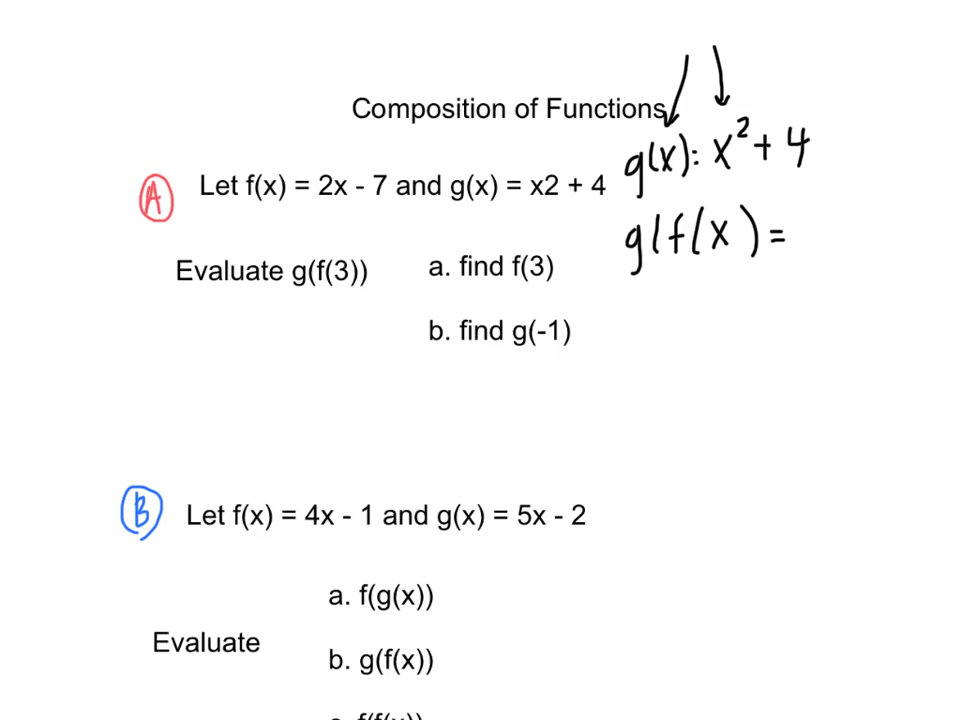 Composition of Functions
g(x): x² + 4
A Let f(x) = 2x - 7 and g(x) = x2 + 4
g(f(x) =
Evaluate g(f(3)) a. find f(3)
b. find g(-1)
B Let f(x) = 4x - 1 and g(x) = 5x - 2
a. f(g(x))
Evaluate
b. g(f(x))